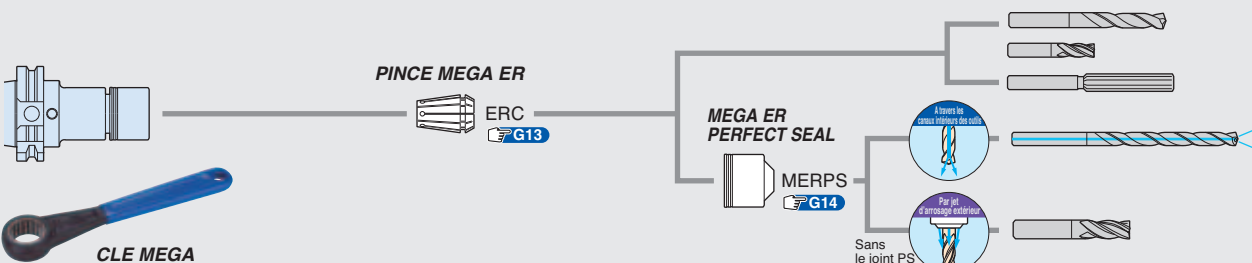 PINCE MEGA ER
ERC
G13
MEGA ER
PERFECT SEAL
MERPS
G14
A travers les
canaux intérieurs des outils
Par jet
d'arrosage extérieur
Sans
le joint PS
CLE MEGA